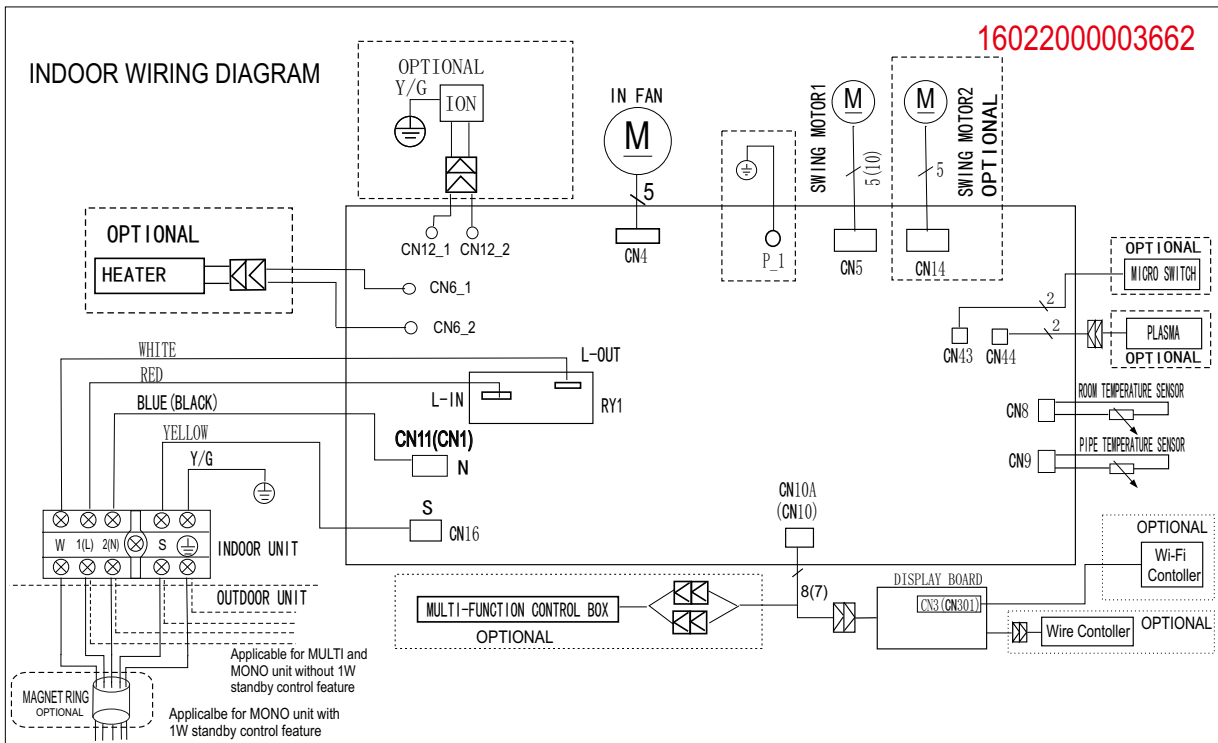 16022000003662
INDOOR WIRING DIAGRAM
OPTIONAL
Y/G
ION
IN FAN
M
5
SWING MOTOR1
M
5(10)
M
5
SWING MOTOR2
OPTIONAL
CN12_1
CN12_2
CN4
P_1
CN5
CN14
OPTIONAL
HEATER
CN6_1
CN6_2
OPTIONAL
MICRO SWITCH
2
2
PLASMA
OPTIONAL
CN43
CN44
WHITE
L-OUT
RED
L-IN
RY1
BLUE(BLACK)
CN11(CN1)
N
YELLOW
Y/G
S
CN16
ROOM TEMPERATURE SENSOR
CN8
PIPE TEMPERATURE SENSOR
CN9
CN10A
(CN10)
8(7)
W
1(L)
2(N)
S
INDOOR UNIT
OUTDOOR UNIT
MULTI-FUNCTION CONTROL BOX
OPTIONAL
DISPLAY BOARD
CN3(CN301)
OPTIONAL
Wi-Fi
Contoller
Wire Contoller
OPTIONAL
Applicable for MULTI and
MONO unit without 1W
standby control feature
MAGNET RING
OPTIONAL
Applicalbe for MONO unit with
1W standby control feature